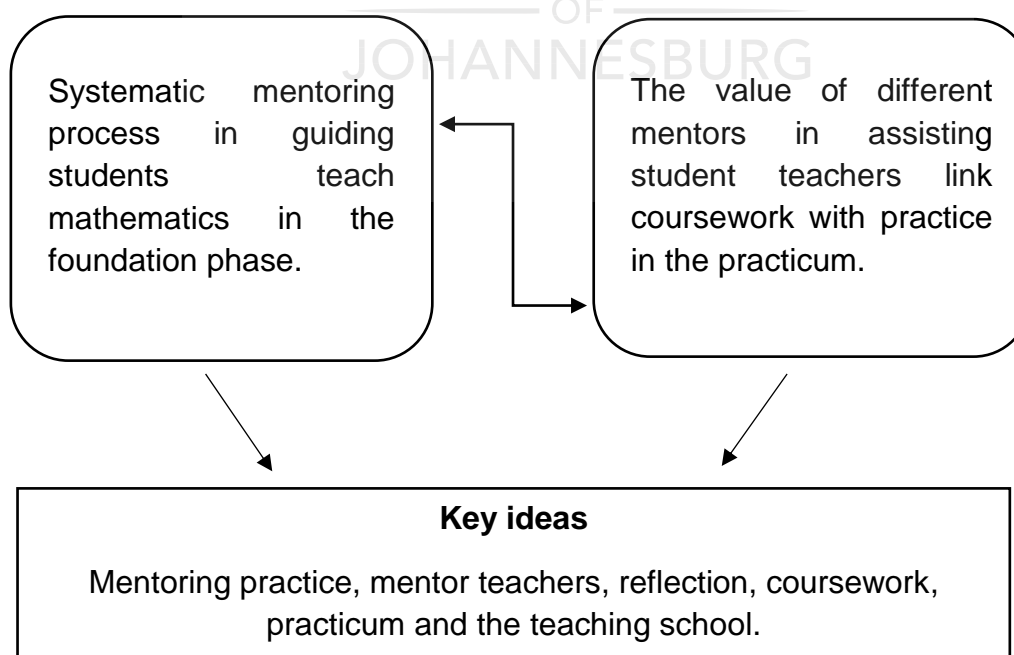 OF
JOHANNESBURG
Systematic mentoring
process in guiding
students teach
mathematics in the
foundation phase.
The value of different
mentors in assisting
student teachers link
coursework with practice
in the practicum.
Key ideas
Mentoring practice, mentor teachers, reflection, coursework,
practicum and the teaching school.